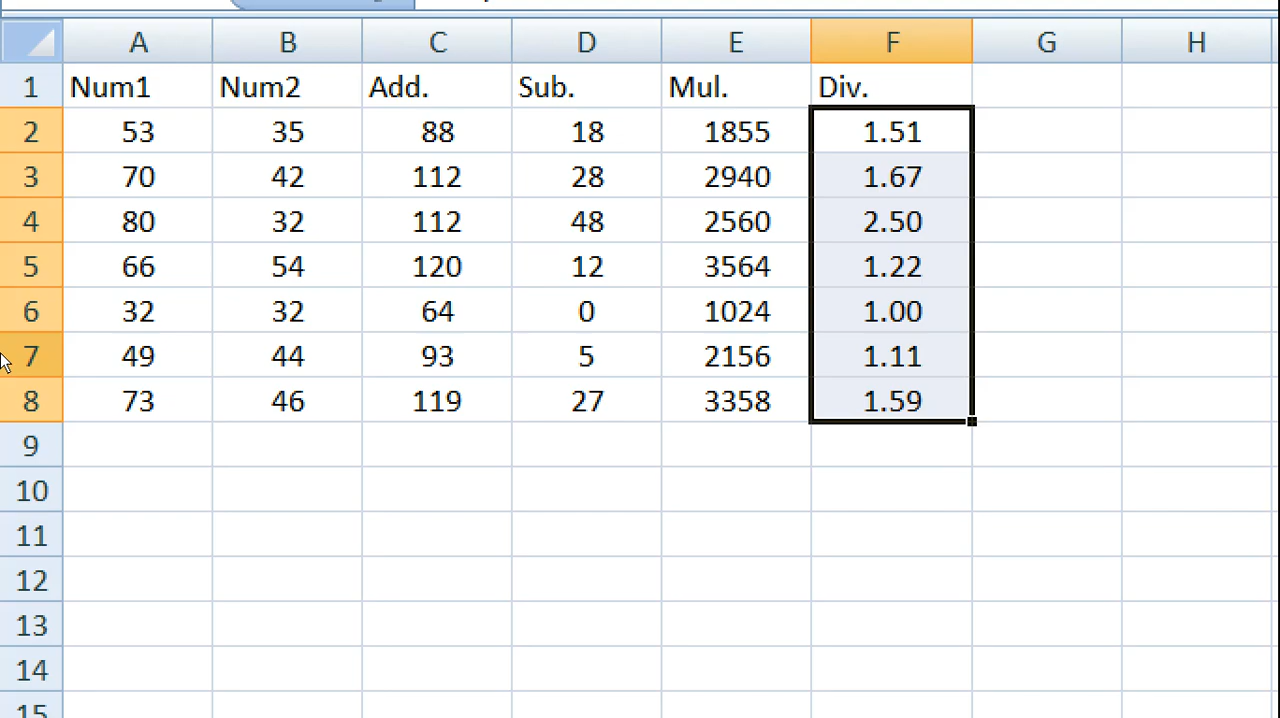 A B C D E F G H
1 Num1 Num2 Add. Sub. Mul. Div.
2 53 35 88 18 1855 1.51
3 70 42 112 28 2940 1.67
4 80 32 112 48 2560 2.50
5 66 54 120 12 3564 1.22
6 32 32 64 0 1024 1.00
7 49 44 93 5 2156 1.11
8 73 46 119 27 3358 1.59
9
10
11
12
13
14
15